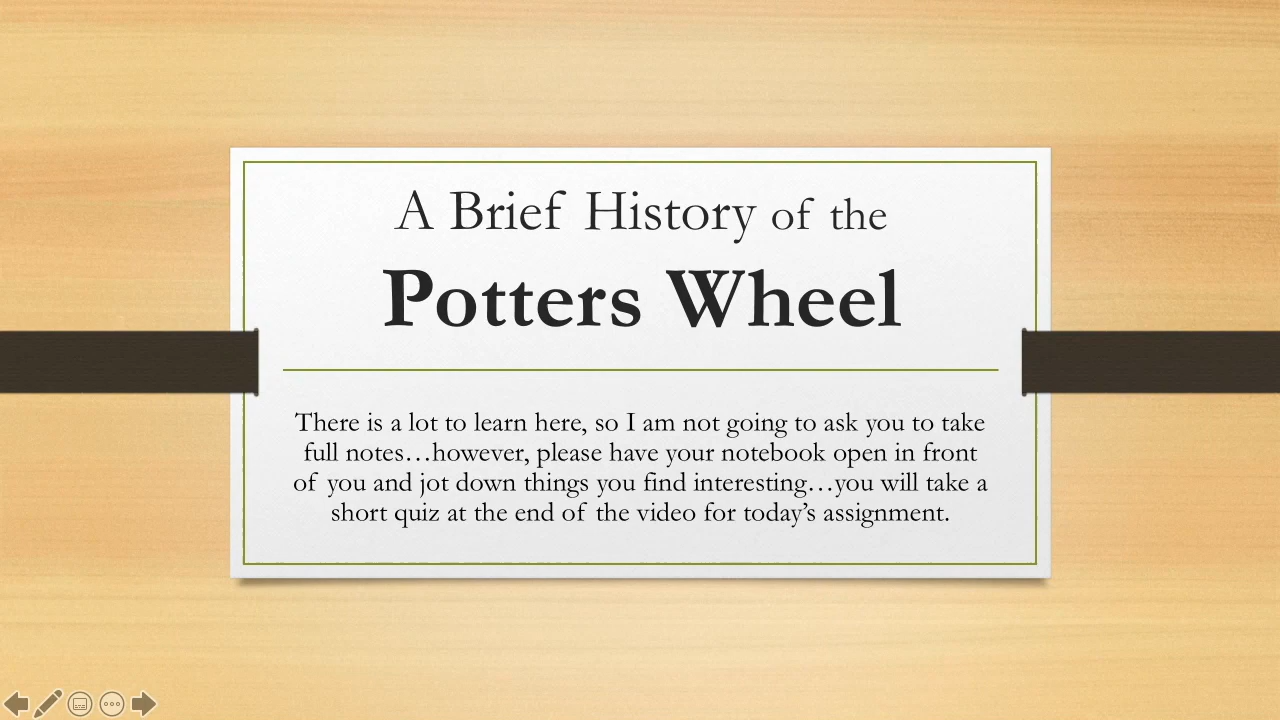 A Brief History of the
Potters Wheel
There is a lot to learn here, so I am not going to ask you to take
full notes…however, please have your notebook open in front
of you and jot down things you find interesting…you will take a
short quiz at the end of the video for today’s assignment.